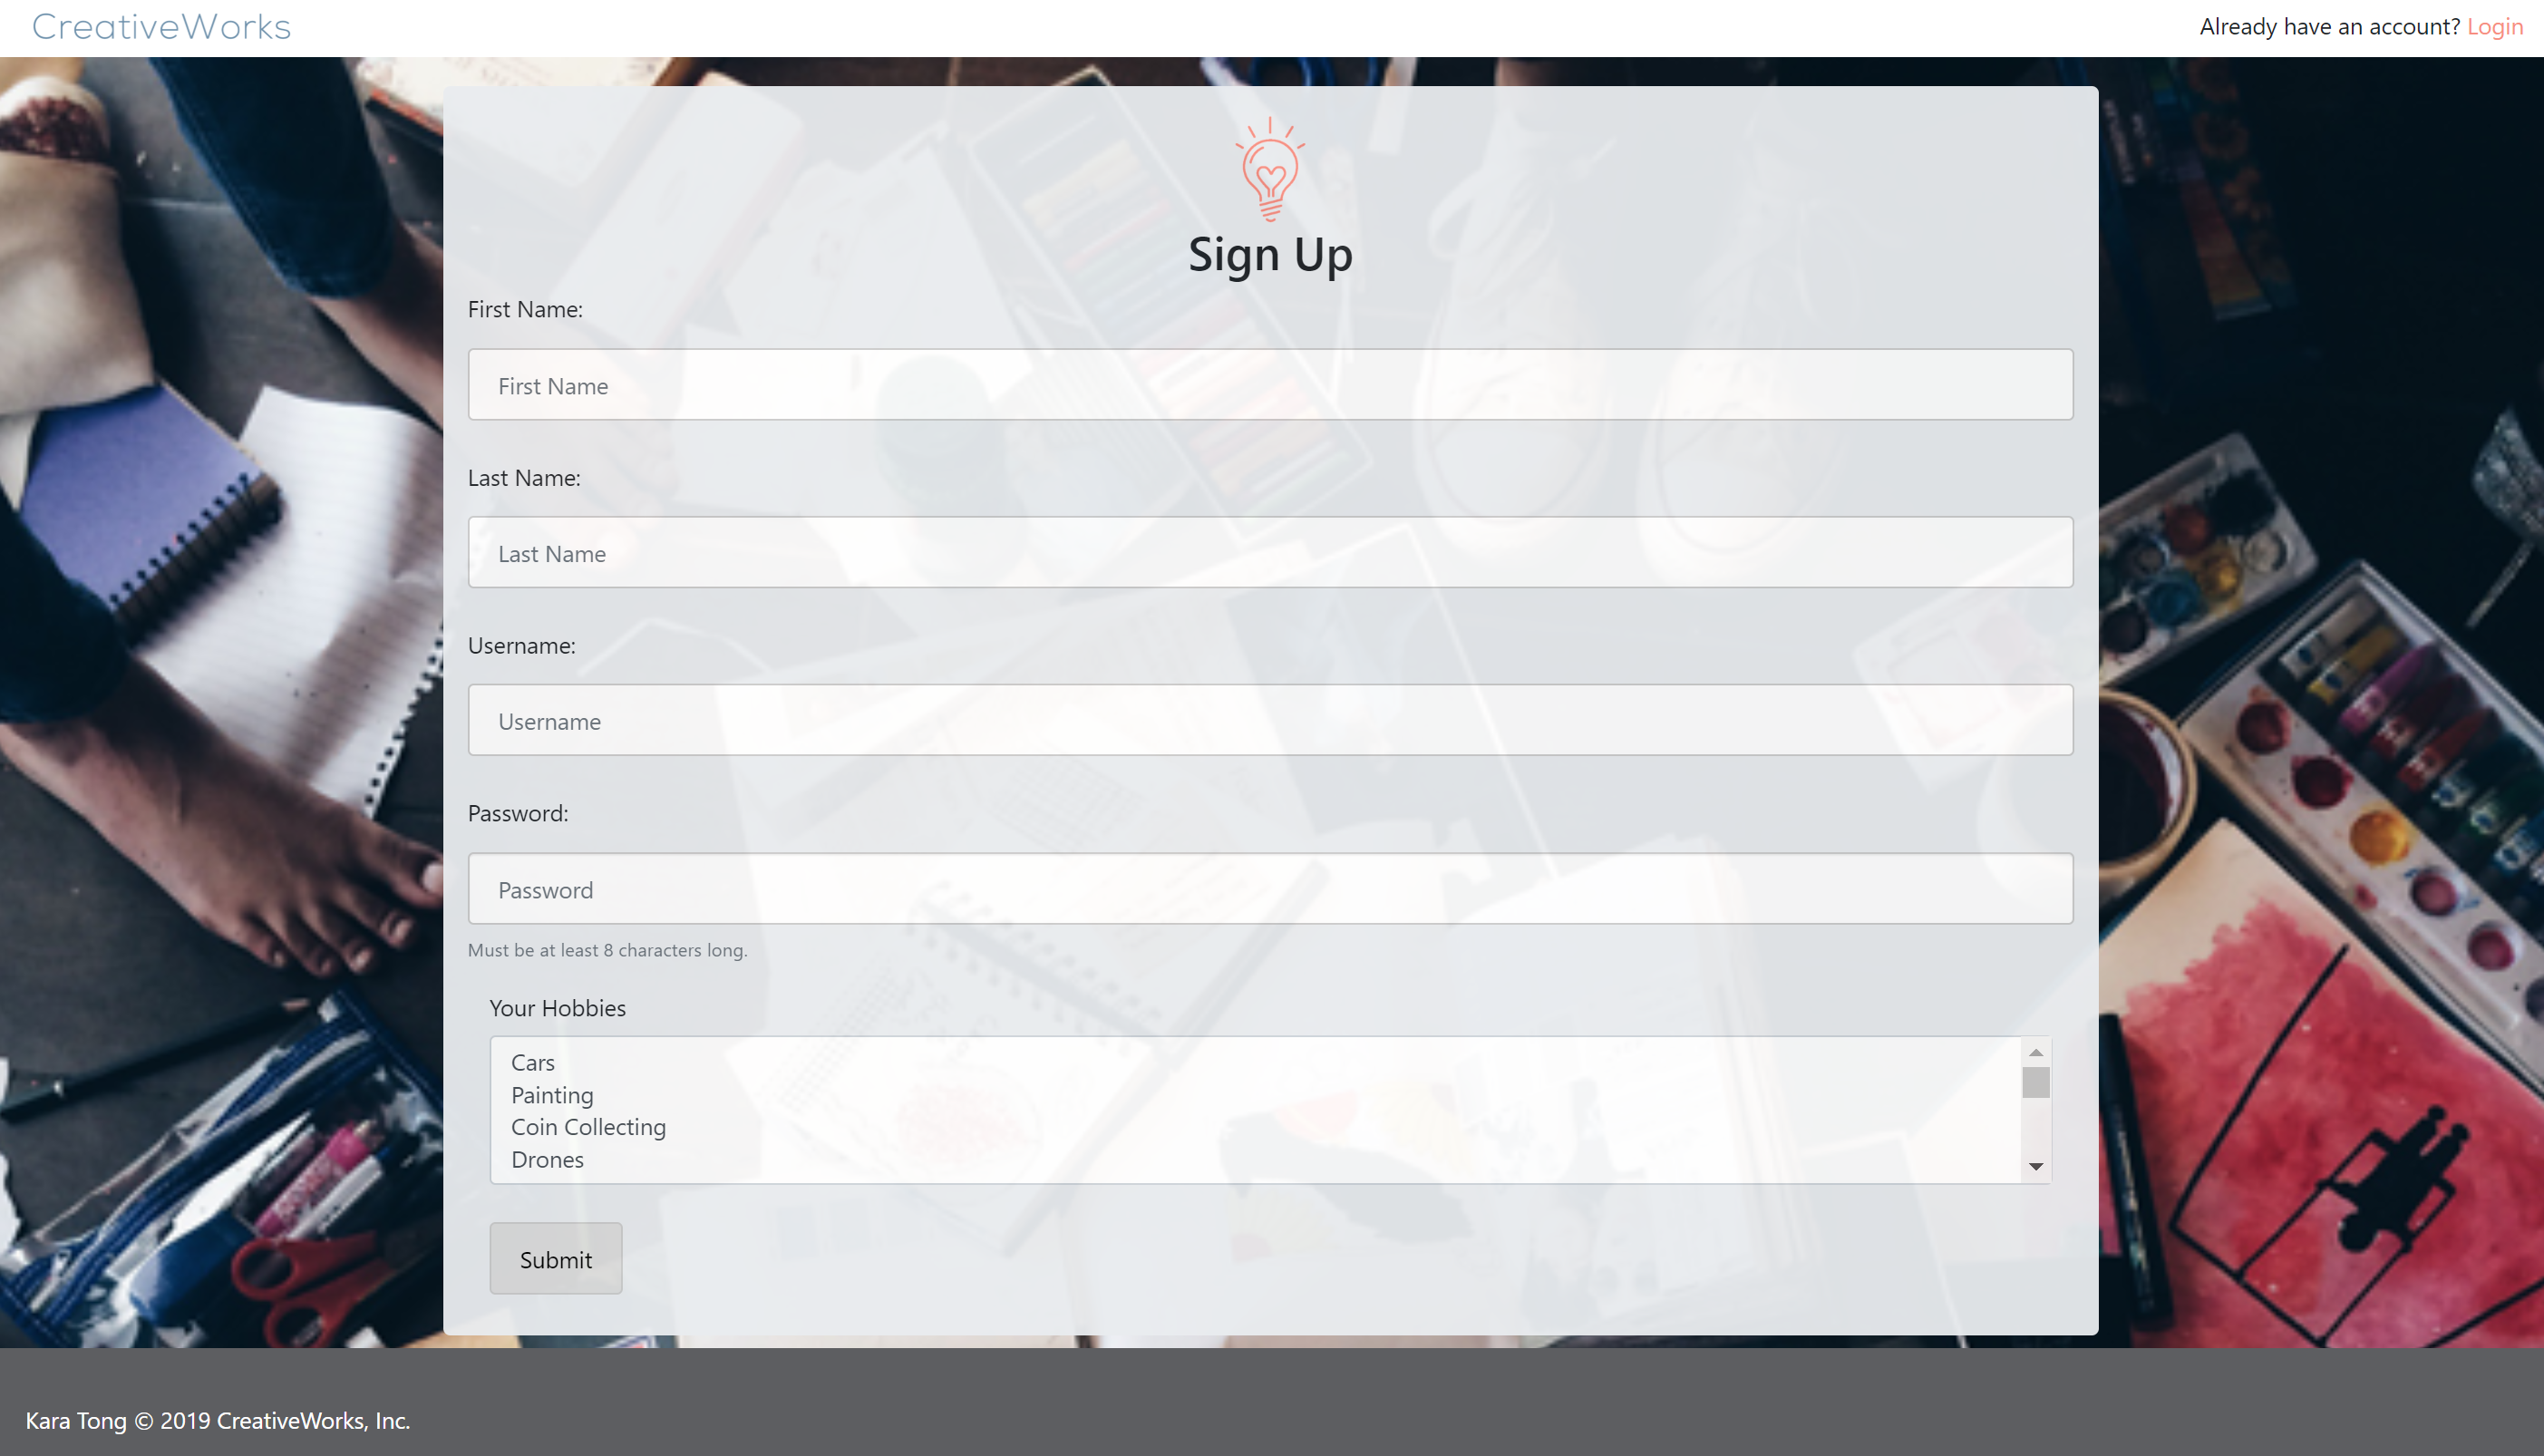 CreativeWorks
Already have an account? Login
Sign Up
First Name:
First Name
Last Name:
Last Name
Username:
Username
Password:
Password
Must be at least 8 characters long.
Your Hobbies
Cars
Painting
Coin Collecting
Drones
Submit
Kara Tong © 2019 CreativeWorks, Inc.